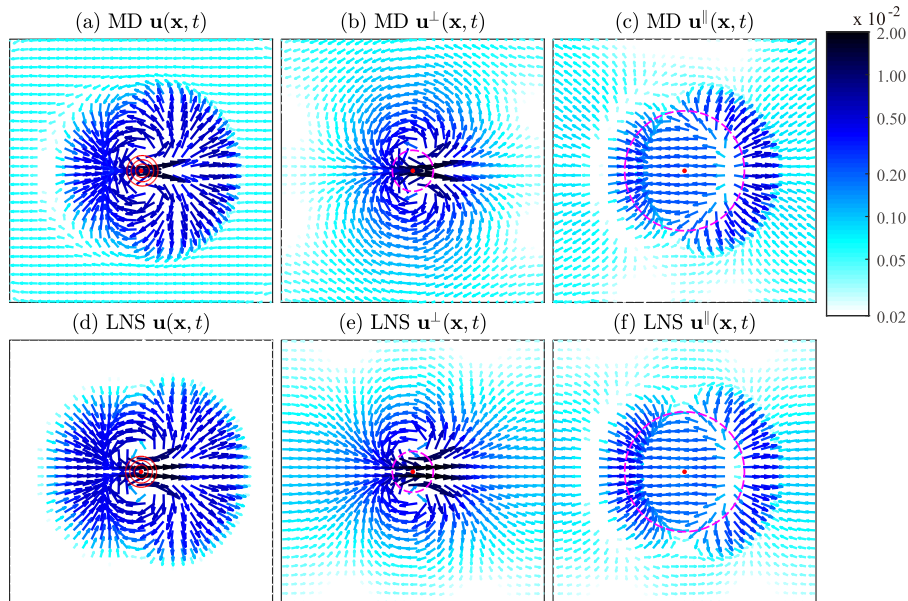 (a) MD u(x, t)
(b) MD u⊥(x, t)
(c) MD u∥(x, t)
x 10⁻²
2.00
1.00
0.50
0.20
0.10
0.05
0.02
(d) LNS u(x, t)
(e) LNS u⊥(x, t)
(f) LNS u∥(x, t)